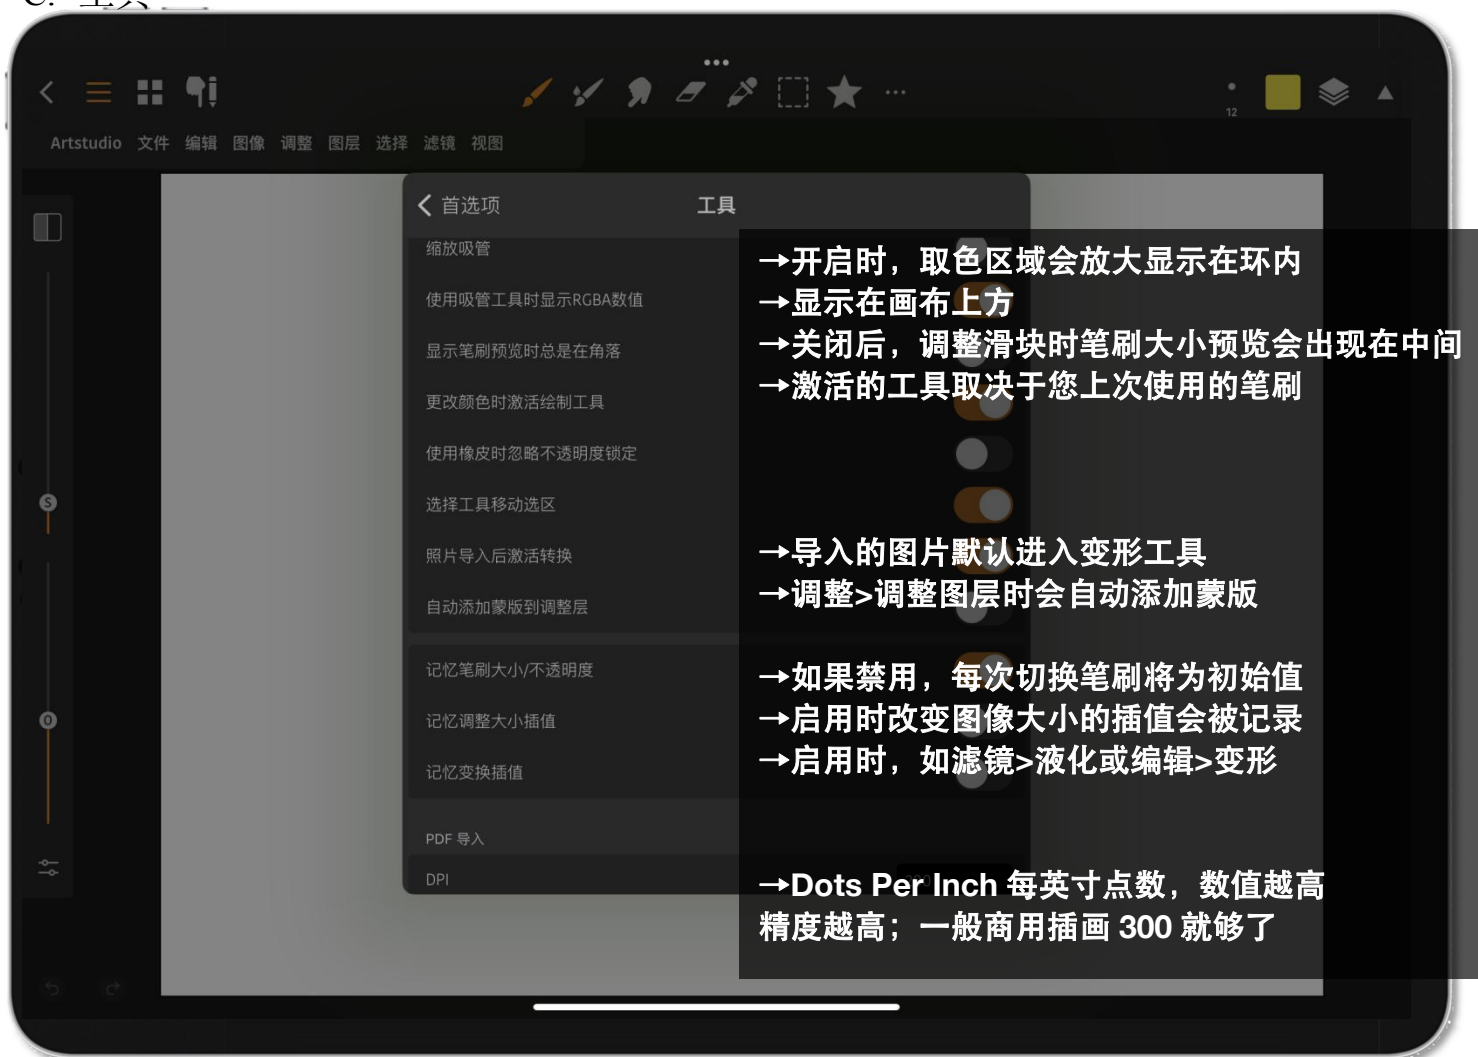 C. 工具
12
Artstudio 文件 编辑 图像 调整 图层 选择 滤镜 视图
首选项 工具
缩放吸管
→开启时，取色区域会放大显示在环内
使用吸管工具时显示RGBA数值
→显示在画布上方
显示笔刷预览时总是在角落
→关闭后，调整滑块时笔刷大小预览会出现在中间
更改颜色时激活绘制工具
→激活的工具取决于您上次使用的笔刷
使用橡皮时忽略不透明度锁定
S
选择工具移动选区
照片导入后激活转换
→导入的图片默认进入变形工具
自动添加蒙版到调整层
→调整>调整图层时会自动添加蒙版
记忆笔刷大小/不透明度
→如果禁用，每次切换笔刷将为初始值
O
记忆调整大小插值
→启用时改变图像大小的插值会被记录
记忆变换插值
→启用时，如滤镜>液化或编辑>变形
PDF 导入
DPI
→Dots Per Inch 每英寸点数，数值越高
精度越高；一般商用插画 300 就够了